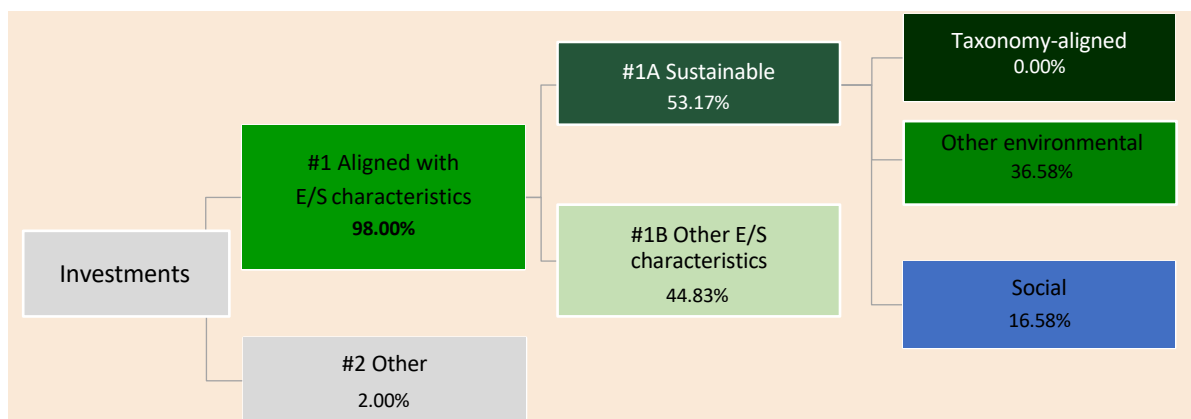 Investments
#1 Aligned with
E/S characteristics
98.00%
#2 Other
2.00%
#1A Sustainable
53.17%
#1B Other E/S
characteristics
44.83%
Taxonomy-aligned
0.00%
Other environmental
36.58%
Social
16.58%